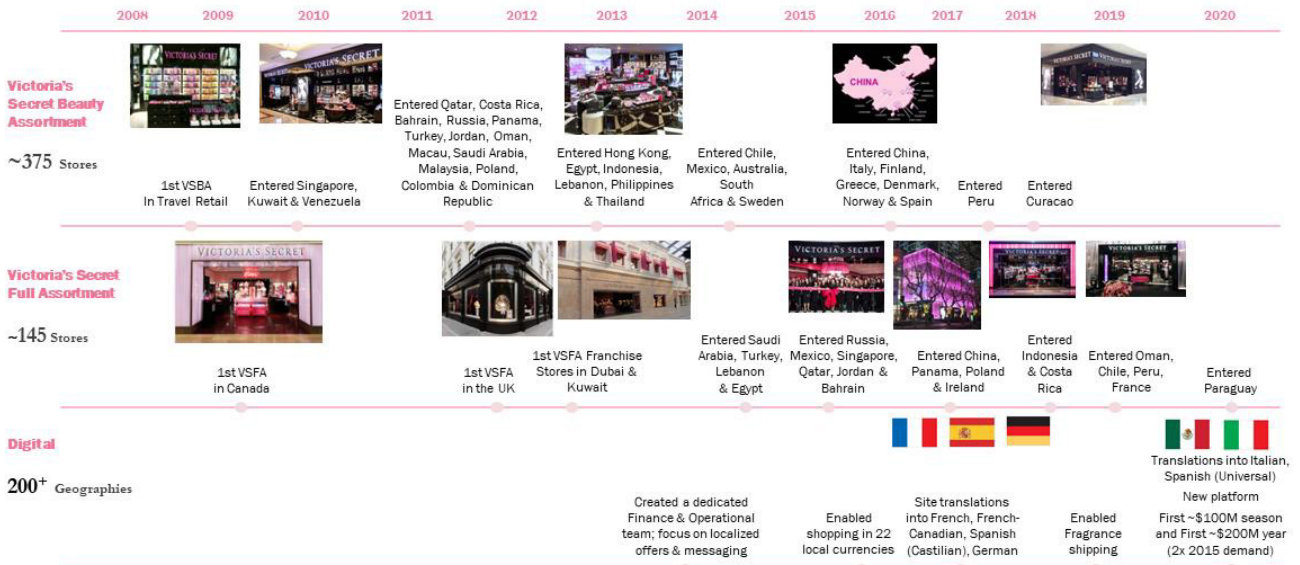 2008 2009 2010 2011 2012 2013 2014 2015 2016 2017 2018 2019 2020
Victoria's
Secret Beauty
Assortment
~375 Stores
VICTORIA'S SECRET
VICTORIA'S SECRET
CHINA
1st VSBA
In Travel Retail
Entered Singapore,
Kuwait & Venezuela
Entered Qatar, Costa Rica,
Bahrain, Russia, Panama,
Turkey, Jordan, Oman,
Macau, Saudi Arabia,
Malaysia, Poland,
Colombia & Dominican
Republic
Entered Hong Kong,
Egypt, Indonesia,
Lebanon, Philippines
& Thailand
Entered Chile,
Mexico, Australia,
South
Africa & Sweden
Entered China,
Italy, Finland,
Greece, Denmark,
Norway & Spain
Entered
Peru
Entered
Curacao
Victoria's Secret
Full Assortment
~145 Stores
VICTORIA'S SECRET
VICTORIA'S SECRET
1st VSFA
in Canada
1st VSFA
in the UK
1st VSFA Franchise
Stores in Dubai &
Kuwait
Entered Saudi
Arabia, Turkey,
Lebanon
& Egypt
Entered Russia,
Mexico, Singapore,
Qatar, Jordan &
Bahrain
Entered China,
Panama, Poland
& Ireland
Entered
Indonesia
& Costa
Rica
Entered Oman,
Chile, Peru,
France
Entered
Paraguay
Digital
200+ Geographies
Created a dedicated
Finance & Operational
team; focus on localized
offers & messaging
Enabled
shopping in 22
local currencies
Site translations
into French, French-
Canadian, Spanish
(Castilian), German
Enabled
Fragrance
shipping
Translations into Italian,
Spanish (Universal)
New platform
First ~$100M season
and First ~$200M year
(2x 2015 demand)